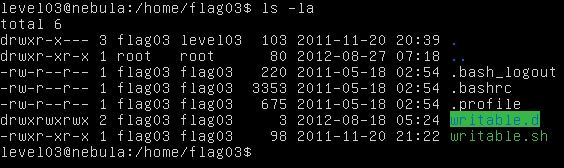 level03@nebula:/home/flag03$ ls -la
total 6
drwxr-x--- 3 flag03 level03  103 2011-11-20 20:39 .
drwxr-xr-x 1 root   root      80 2012-08-27 07:18 ..
-rw-r--r-- 1 flag03 flag03   220 2011-05-18 02:54 .bash_logout
-rw-r--r-- 1 flag03 flag03  3353 2011-05-18 02:54 .bashrc
-rw-r--r-- 1 flag03 flag03   675 2011-05-18 02:54 .profile
drwxrwxrwx 2 flag03 flag03     3 2012-08-18 05:24 writable.d
-rwxr-xr-x 1 flag03 flag03    98 2011-11-20 21:22 writable.sh
level03@nebula:/home/flag03$